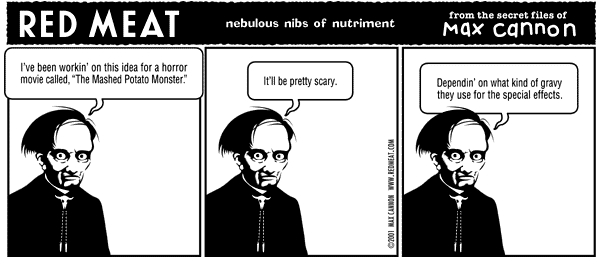 RED MEAT
nebulous nibs of nutriment
from the secret files of
Max cannon
I've been workin' on this idea for a horror
movie called, "The Mashed Potato Monster."
It'll be pretty scary.
©2001 MAX CANNON WWW.REDMEAT.COM
Dependin' on what kind of gravy
they use for the special effects.